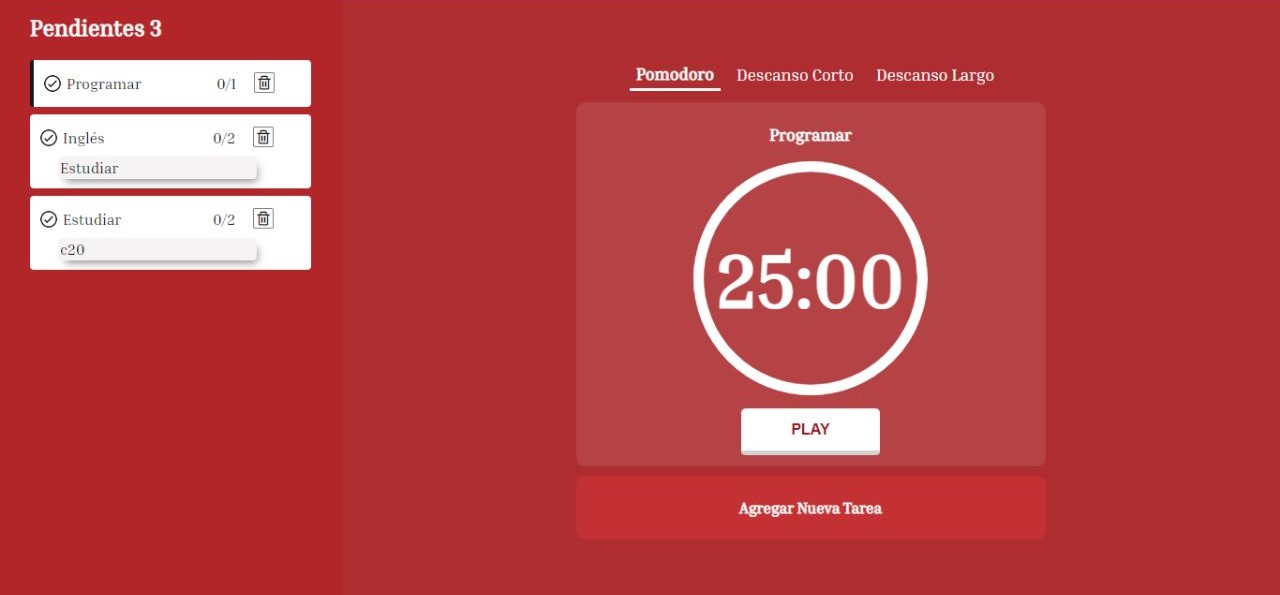 Pendientes 3
Programar 0/1
Inglés 0/2
Estudiar
Estudiar 0/2
c20
Pomodoro Descanso Corto Descanso Largo
Programar
25:00
PLAY
Agregar Nueva Tarea